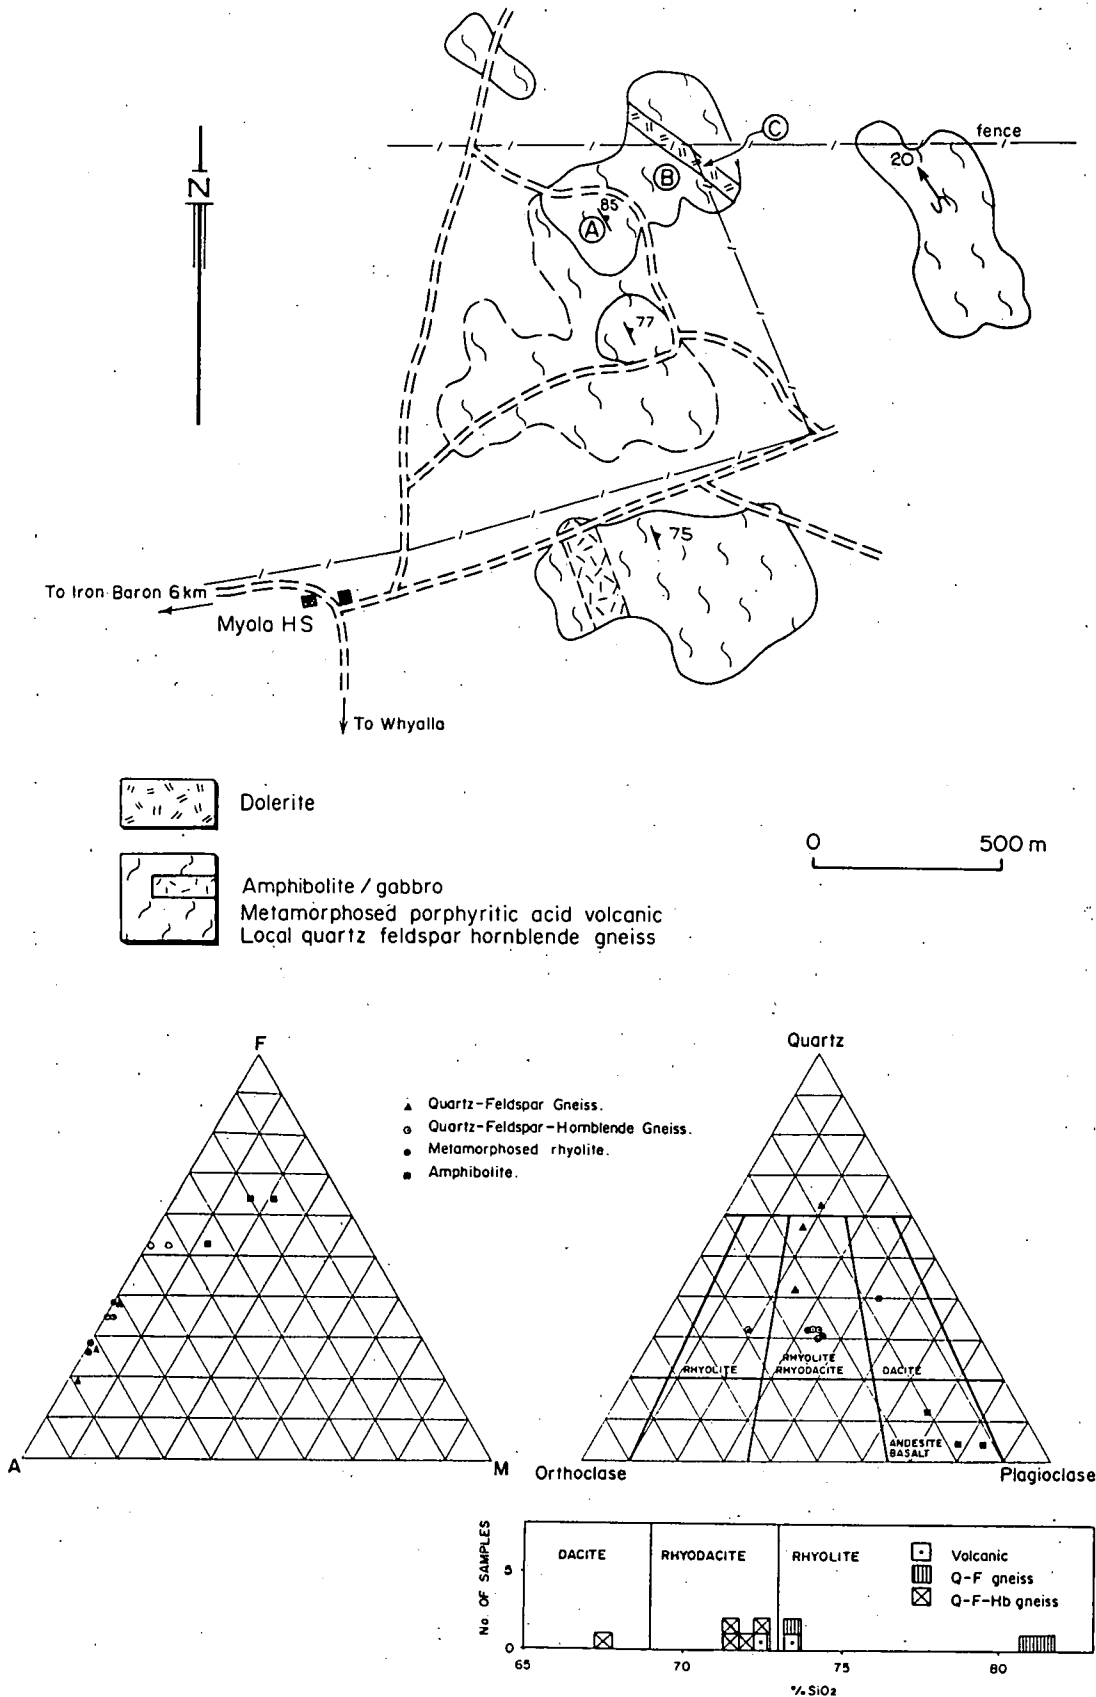 fence
C
20
B
85
A
N
77
75
To Iron Baron 6km
Myola HS
To Whyalla
Dolerite
0 500 m
Amphibolite / gabbro
Metamorphosed porphyritic acid volcanic
Local quartz feldspar hornblende gneiss
F
Quartz
Quartz-Feldspar Gneiss.
Quartz-Feldspar-Hornblende Gneiss.
Metamorphosed rhyolite.
Amphibolite.
RHYOLITE
RHYOLITE
RHYODACITE
DACITE
ANDESITE
BASALT
A
M
Orthoclase
Plagioclase
No. OF SAMPLES
5
0
DACITE
RHYODACITE
RHYOLITE
Volcanic
Q-F gneiss
Q-F-Hb gneiss
65 70 75 80
% SiO2